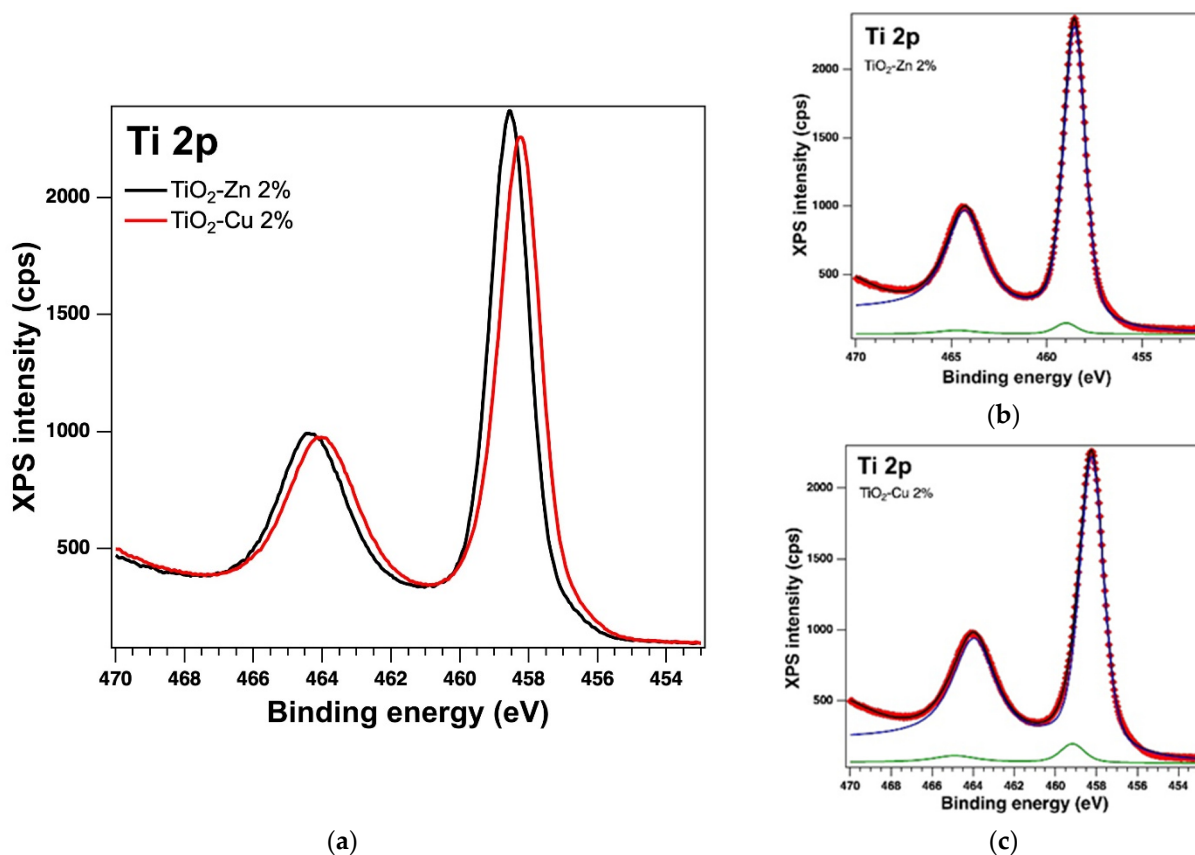 Ti 2p
TiO₂-Zn 2%
TiO₂-Cu 2%
XPS intensity (cps)
2000
1500
1000
500
470 468 466 464 462 460 458 456 454
Binding energy (eV)
(a)
Ti 2p
TiO₂-Zn 2%
XPS intensity (cps)
2000
1500
1000
500
470 465 460 455
Binding energy (eV)
(b)
Ti 2p
TiO₂-Cu 2%
XPS intensity (cps)
2000
1500
1000
500
470 468 466 464 462 460 458 456 454
Binding energy (eV)
(c)